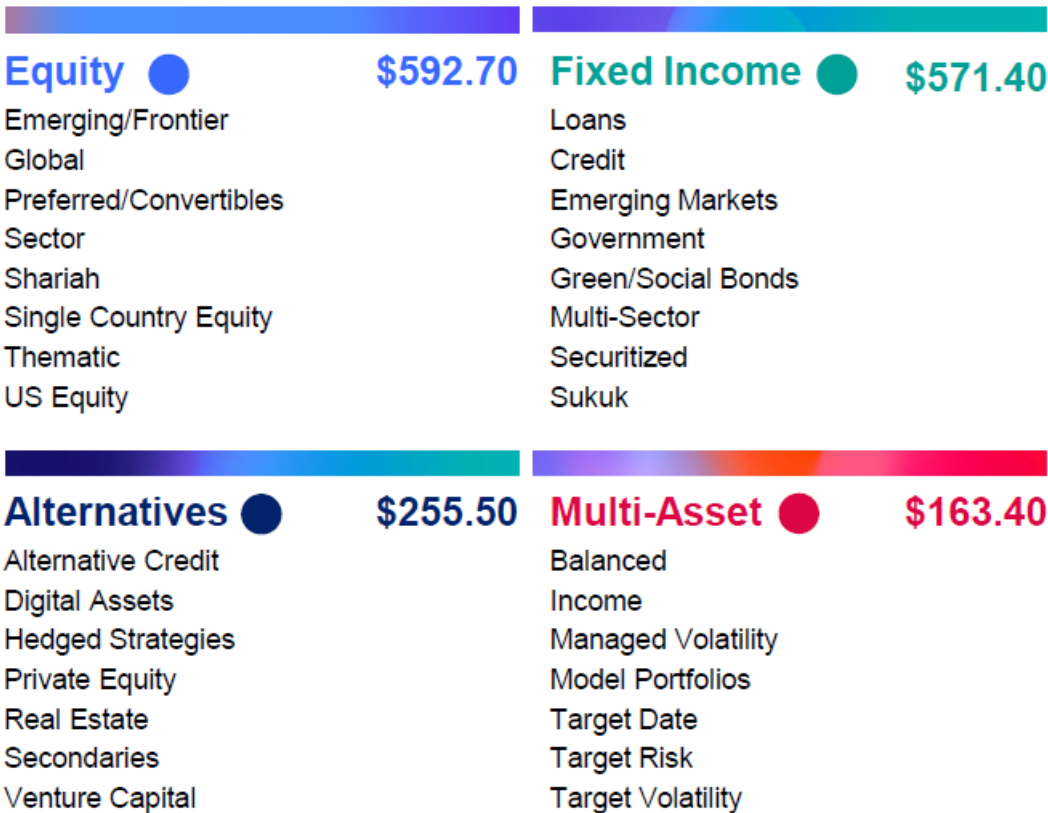 Equity $592.70
Emerging/Frontier
Global
Preferred/Convertibles
Sector
Shariah
Single Country Equity
Thematic
US Equity
Fixed Income $571.40
Loans
Credit
Emerging Markets
Government
Green/Social Bonds
Multi-Sector
Securitized
Sukuk
Alternatives $255.50
Alternative Credit
Digital Assets
Hedged Strategies
Private Equity
Real Estate
Secondaries
Venture Capital
Multi-Asset $163.40
Balanced
Income
Managed Volatility
Model Portfolios
Target Date
Target Risk
Target Volatility